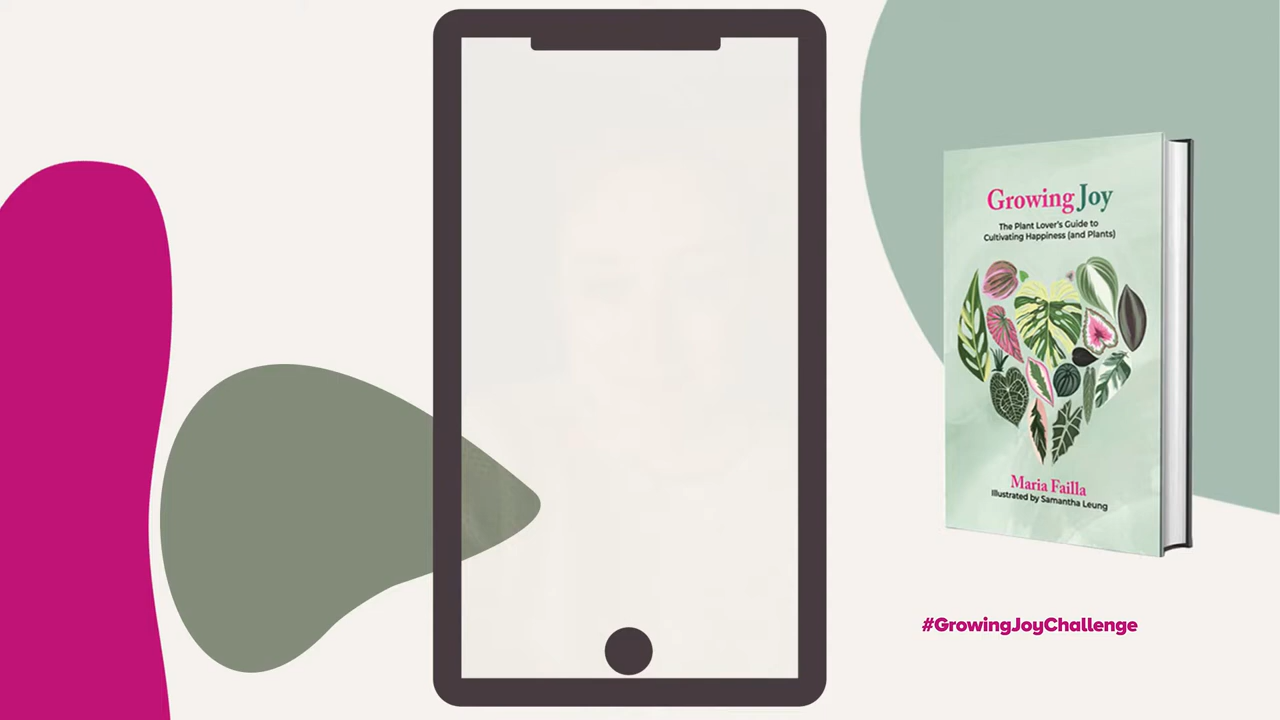 Growing Joy
The Plant Lover's Guide to
Cultivating Happiness (and Plants)
Maria Failla
Illustrated by Samantha Leung
#GrowingJoyChallenge